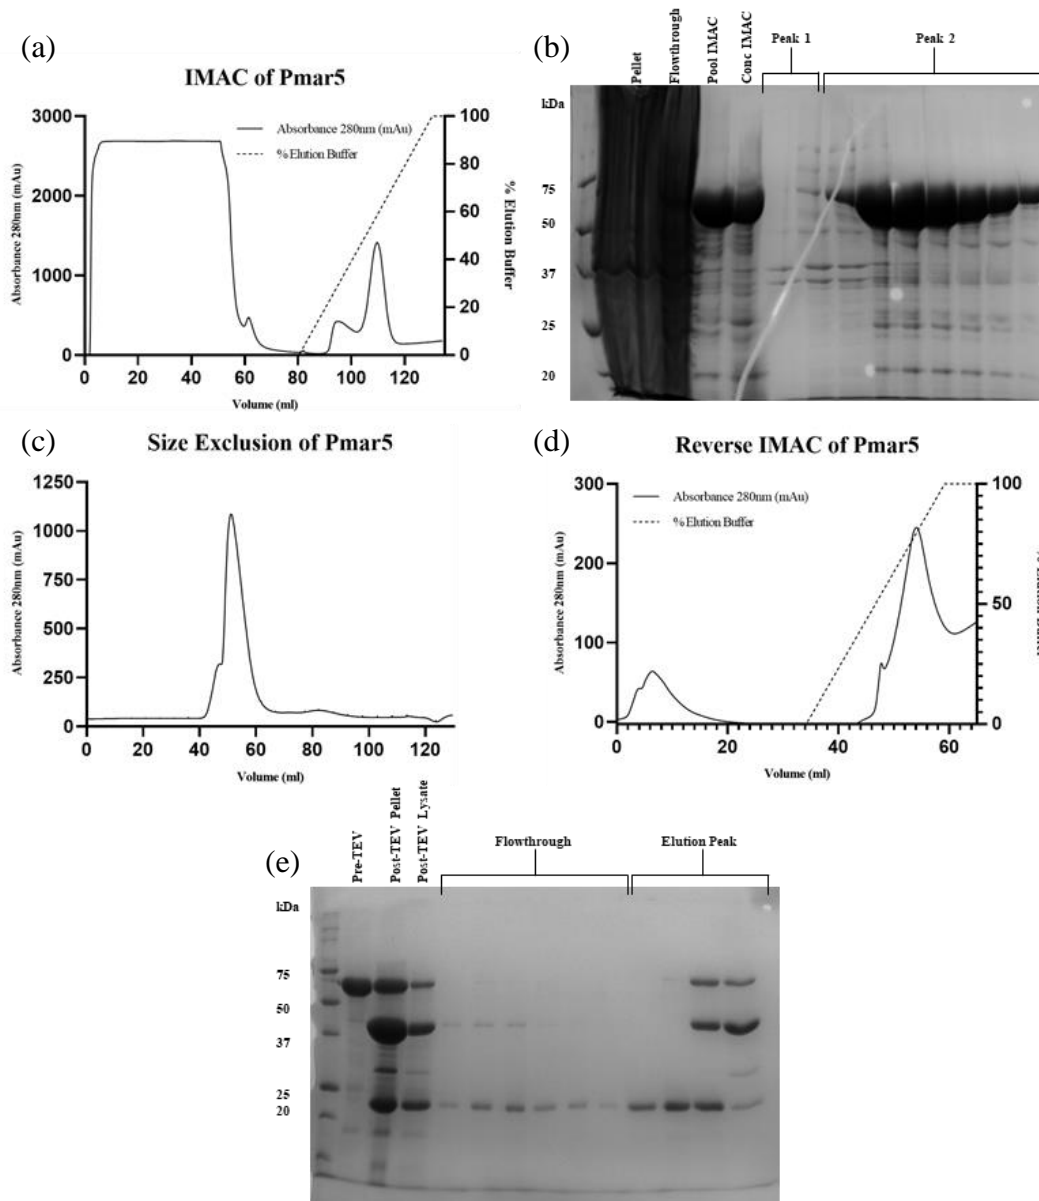 (a)
IMAC of Pmar5
3000
2000
1000
0
100
80
60
40
20
0
Absorbance 280nm (mAu)
% Elution Buffer
Absorbance 280nm (mAu)
% Elution Buffer
0 20 40 60 80 100 120
Volume (ml)
(b)
Pellet
Flowthrough
Pool IMAC
Conc IMAC
Peak 1
Peak 2
kDa
75
50
37
25
20
(c)
Size Exclusion of Pmar5
1250
1000
750
500
250
0
Absorbance 280nm (mAu)
0 20 40 60 80 100 120
Volume (ml)
(d)
Reverse IMAC of Pmar5
300
200
100
0
100
50
0
Absorbance 280nm (mAu)
% Elution Buffer
Absorbance 280nm (mAu)
0 20 40 60
Volume (ml)
(e)
Pre-TEV
Post-TEV Pellet
Post-TEV Lysate
Flowthrough
Elution Peak
kDa
75
50
37
25
20